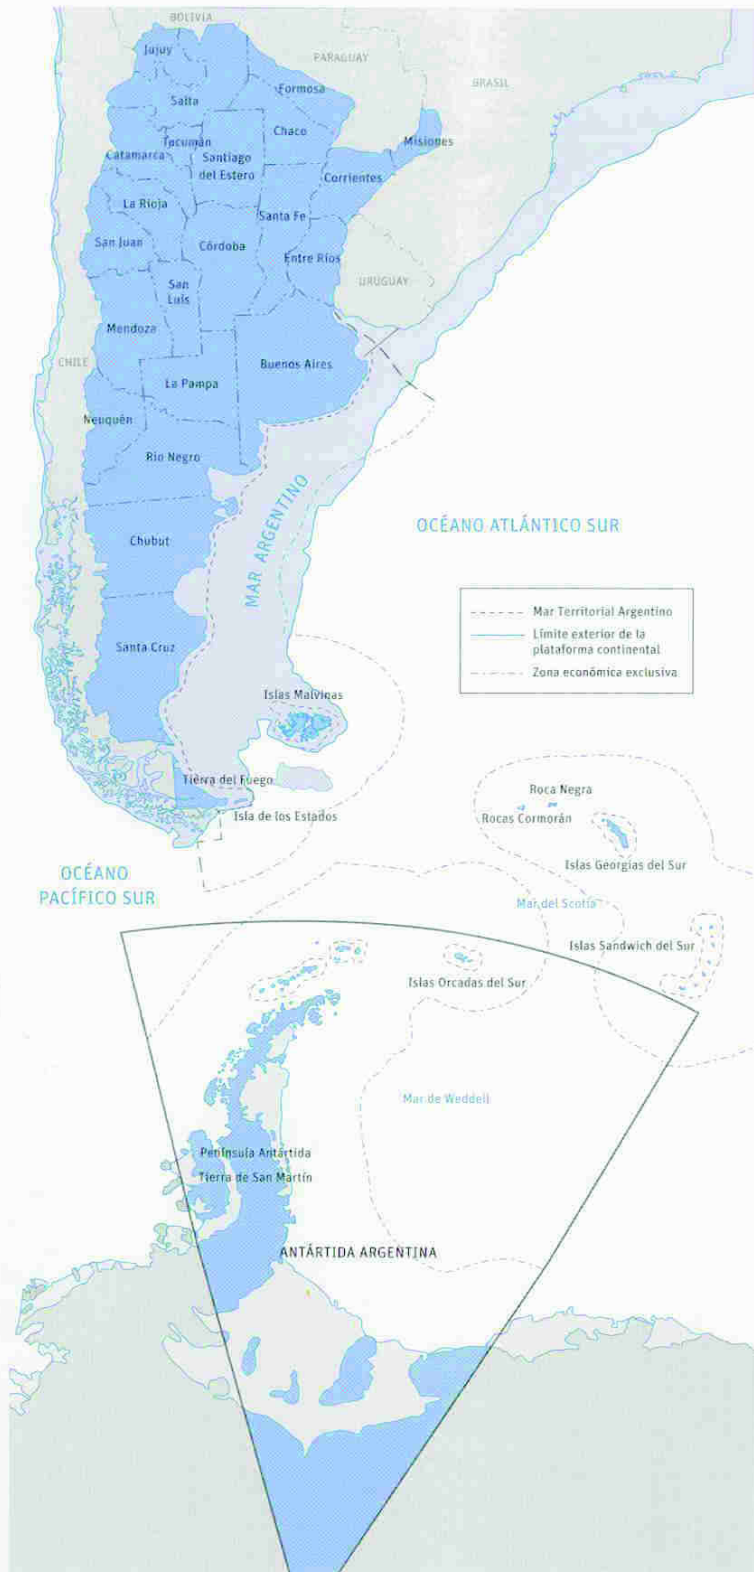 BOLIVIA
Jujuy
PARAGUAY
BRASIL
Formosa
Salta
Chaco
Tucumán
Misiones
Catamarca
Santiago
del Estero
Corrientes
La Rioja
Santa Fe
San Juan
Córdoba
Entre Ríos
San
Luis
URUGUAY
Mendoza
CHILE
Buenos Aires
La Pampa
Neuquén
Río Negro
MAR ARGENTINO
OCÉANO ATLÁNTICO SUR
Chubut
Mar Territorial Argentino
Límite exterior de la
plataforma continental
Zona económica exclusiva
Santa Cruz
Islas Malvinas
Tierra del Fuego
Isla de los Estados
Roca Negra
Rocas Cormorán
Islas Georgias del Sur
OCÉANO
PACÍFICO SUR
Mar del Scotia
Islas Sandwich del Sur
Islas Orcadas del Sur
Mar de Weddell
Península Antártida
Tierra de San Martín
ANTÁRTIDA ARGENTINA